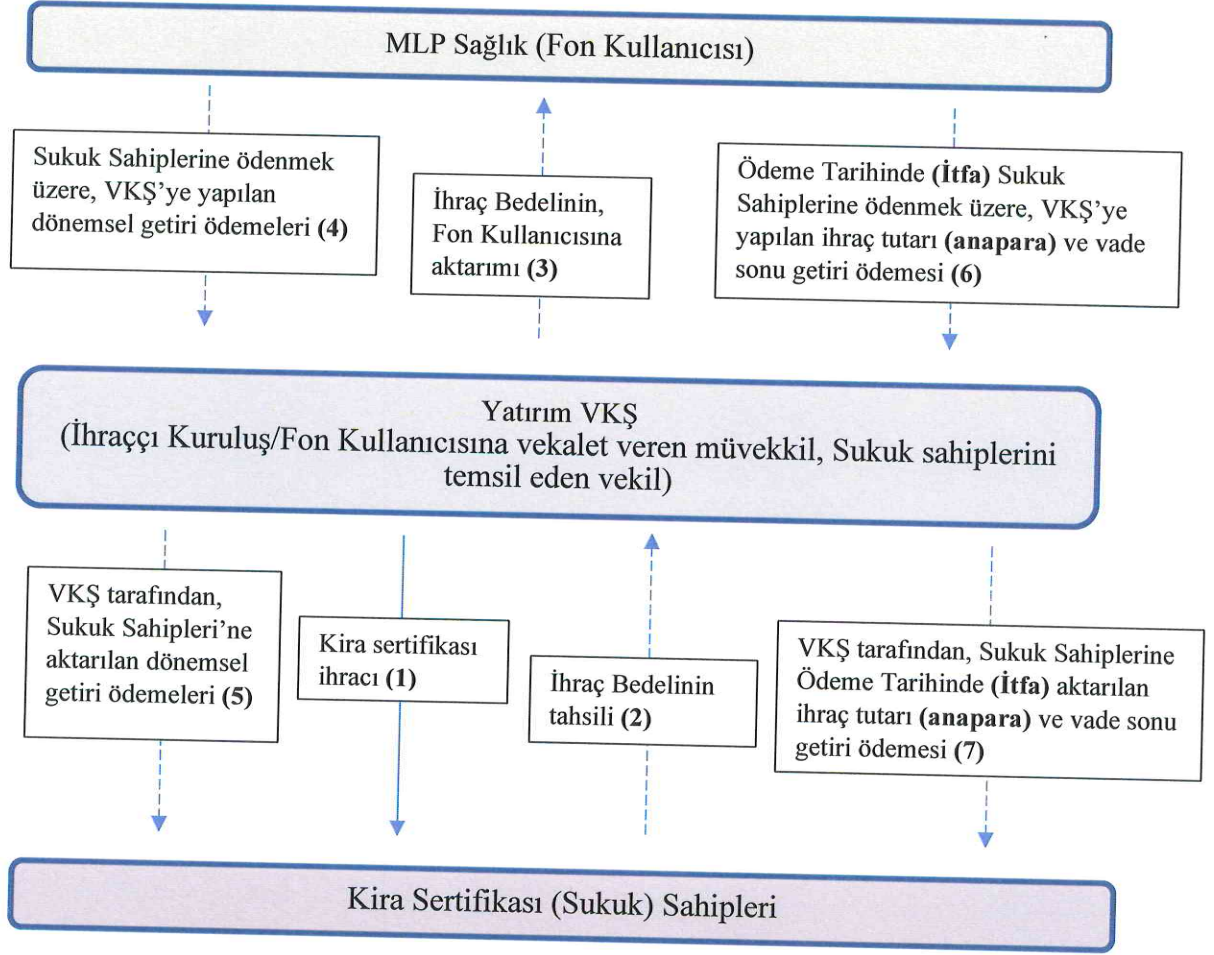 MLP Sağlık (Fon Kullanıcısı)
Sukuk Sahiplerine ödenmek
üzere, VKŞ’ye yapılan
dönemsel getiri ödemeleri (4)
İhraç Bedelinin,
Fon Kullanıcısına
aktarımı (3)
Ödeme Tarihinde (İtfa) Sukuk
Sahiplerine ödenmek üzere, VKŞ’ye
yapılan ihraç tutarı (anapara) ve vade
sonu getiri ödemesi (6)
Yatırım VKŞ
(İhraççı Kuruluş/Fon Kullanıcısına vekalet veren müvekkil, Sukuk sahiplerini
temsil eden vekil)
VKŞ tarafından,
Sukuk Sahipleri’ne
aktarılan dönemsel
getiri ödemeleri (5)
Kira sertifikası
ihracı (1)
İhraç Bedelinin
tahsili (2)
VKŞ tarafından, Sukuk Sahiplerine
Ödeme Tarihinde (İtfa) aktarılan
ihraç tutarı (anapara) ve vade sonu
getiri ödemesi (7)
Kira Sertifikası (Sukuk) Sahipleri